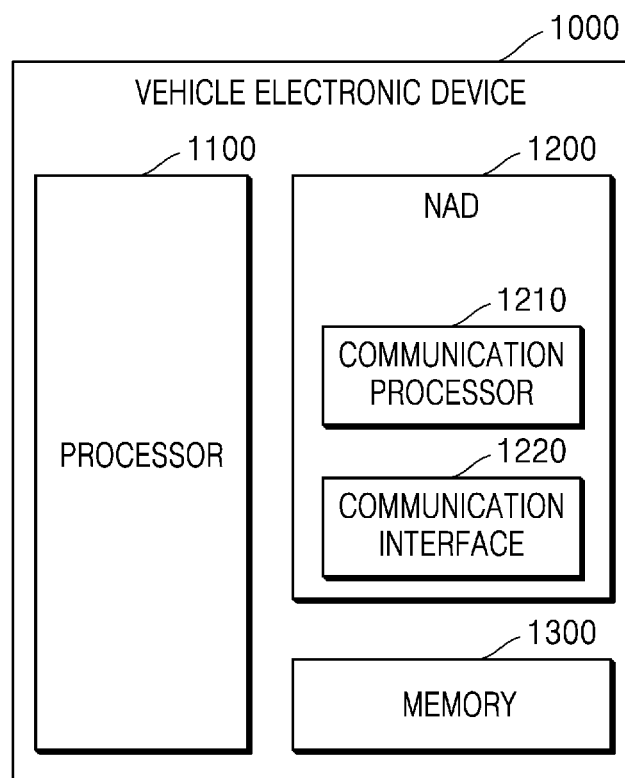 1000
VEHICLE ELECTRONIC DEVICE
1100
PROCESSOR
1200
NAD
1210
COMMUNICATION
PROCESSOR
1220
COMMUNICATION
INTERFACE
1300
MEMORY